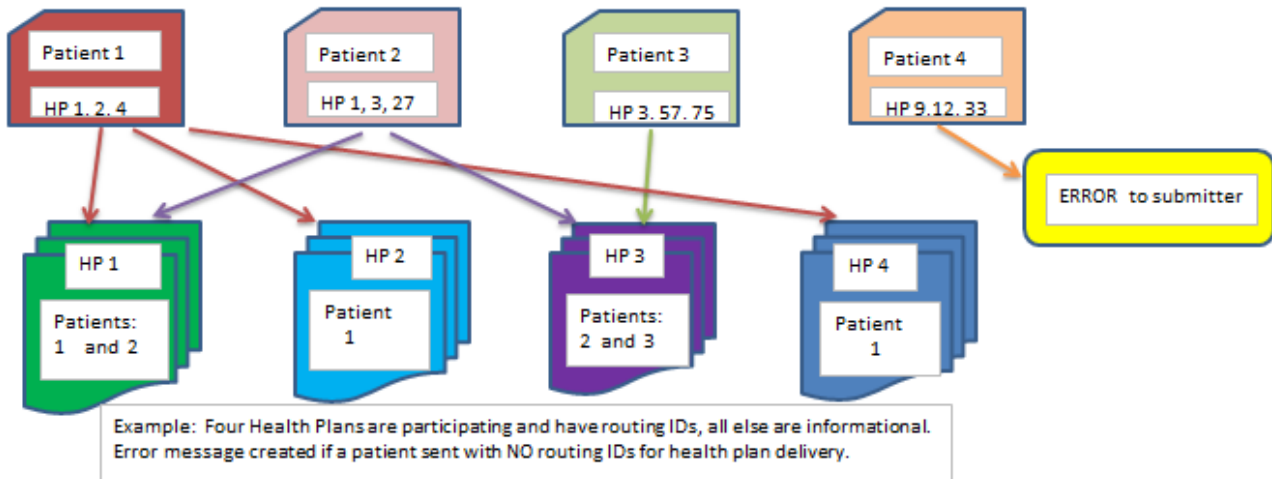 Patient 1
HP 1. 2. 4
Patient 2
HP 1, 3, 27
Patient 3
HP 3. 57. 75
Patient 4
HP 9.12. 33
ERROR to submitter
HP 1
Patients:
1 and 2
HP 2
Patient
1
HP 3
Patients:
2 and 3
HP 4
Patient
1
Example: Four Health Plans are participating and have routing IDs, all else are informational.
Error message created if a patient sent with NO routing IDs for health plan delivery.